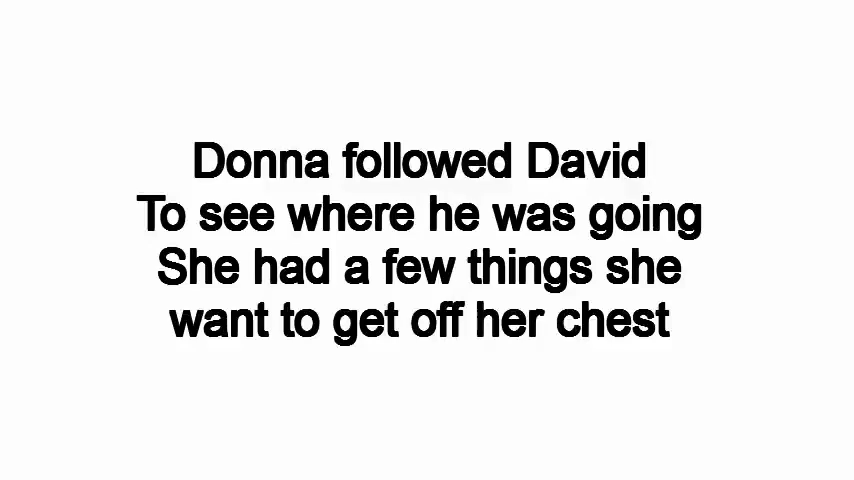 Donna followed David
To see where he was going
She had a few things she
want to get off her chest